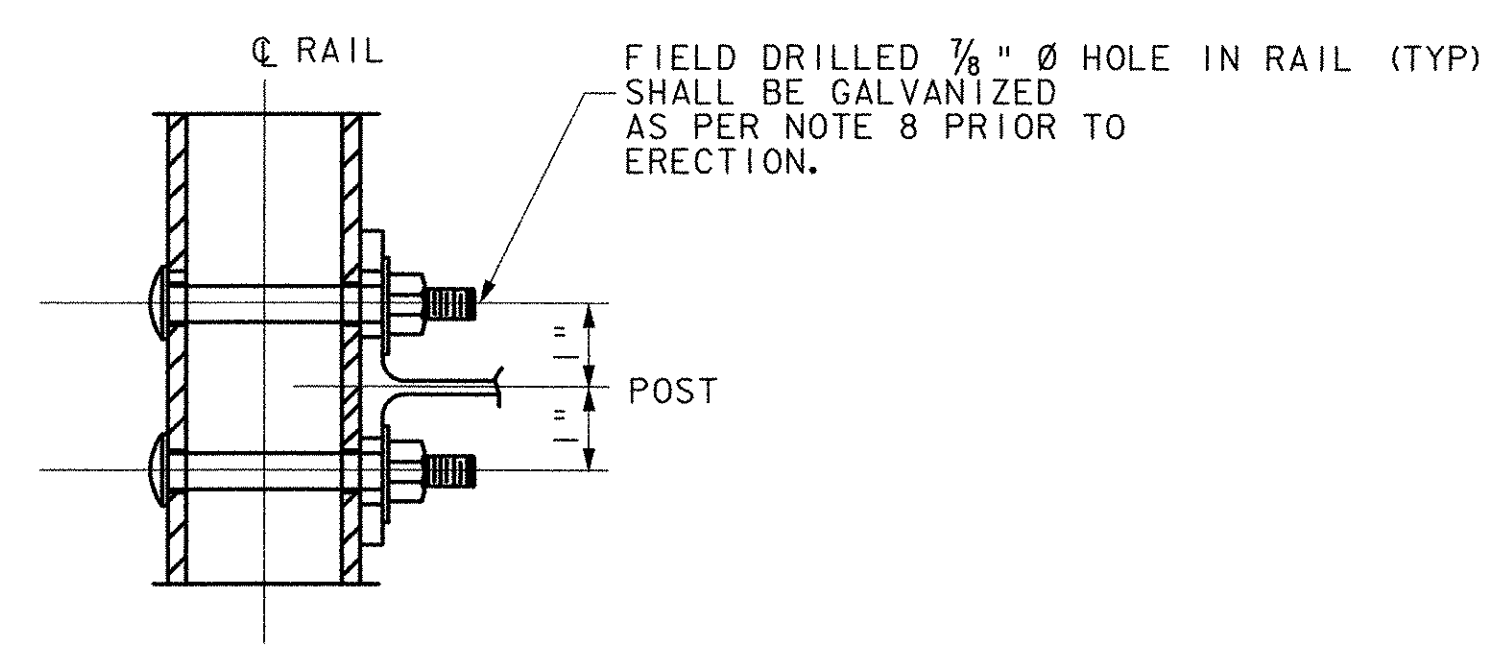 ℄ RAIL
FIELD DRILLED ⅞" Ø HOLE IN RAIL (TYP)
SHALL BE GALVANIZED
AS PER NOTE 8 PRIOR TO
ERECTION.
=
POST
=